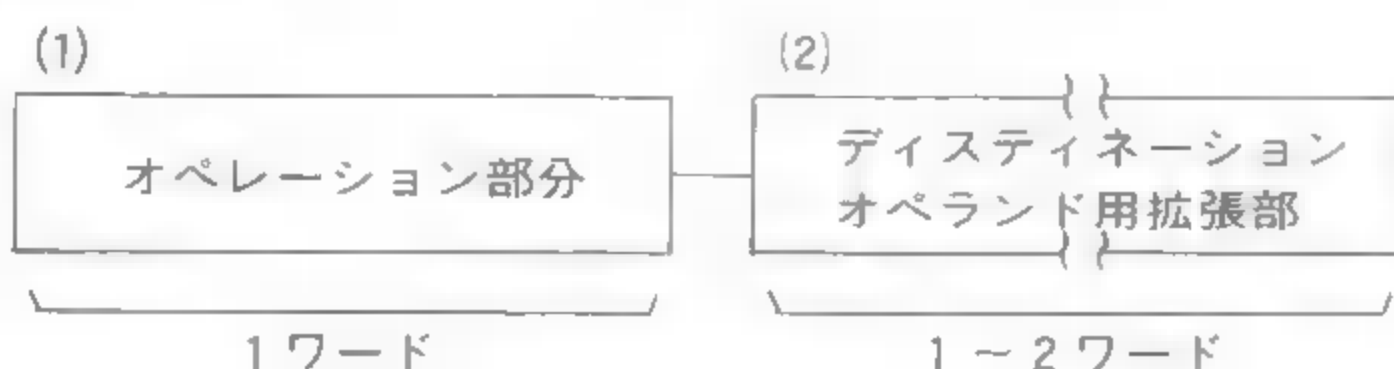 (1)
オペレーション部分
1ワード
(2)
ディスティネーション
オペランド用拡張部
1~2ワード